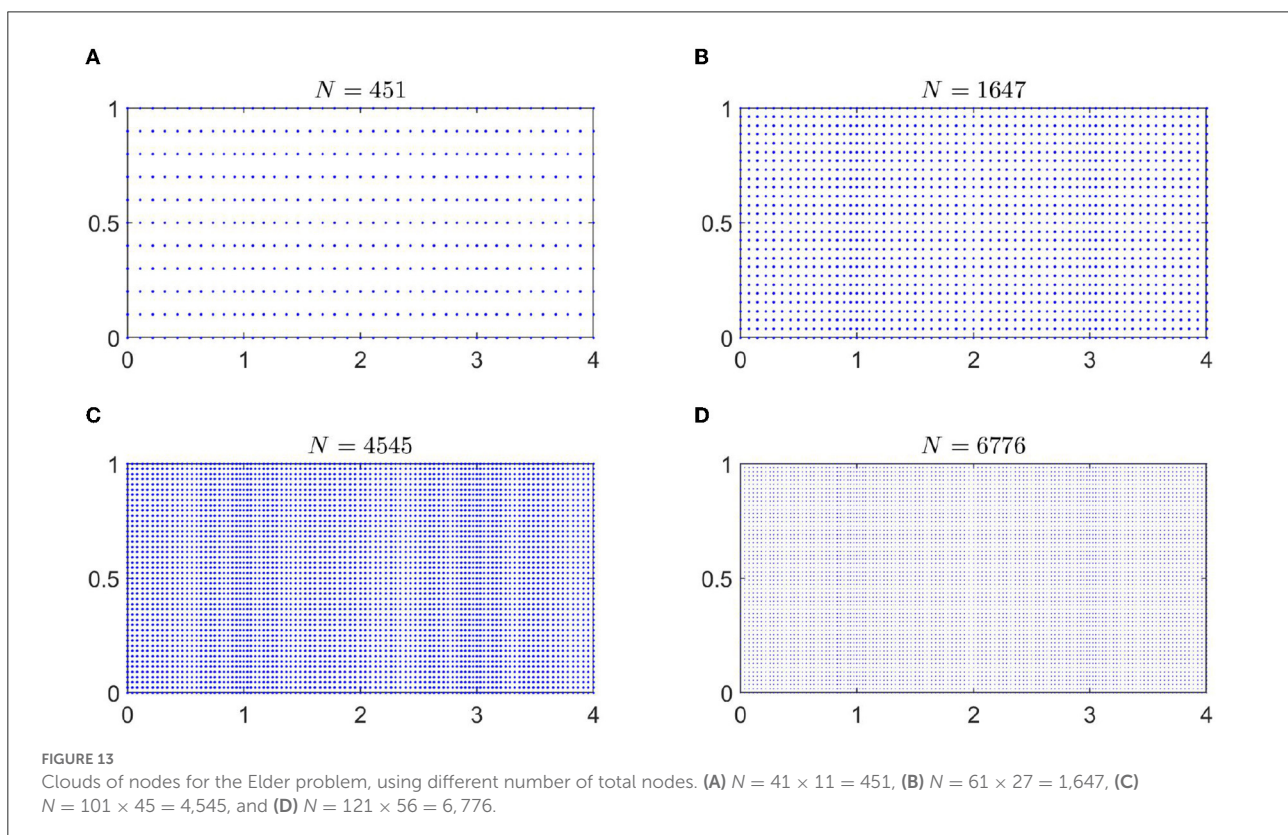 A
N = 451
1
0.5
0
0 1 2 3 4
B
N = 1647
1
0.5
0
0 1 2 3 4
C
N = 4545
1
0.5
0
0 1 2 3 4
D
N = 6776
1
0.5
0
0 1 2 3 4
FIGURE 13
Clouds of nodes for the Elder problem, using different number of total nodes. (A) N = 41 × 11 = 451, (B) N = 61 × 27 = 1,647, (C)
N = 101 × 45 = 4,545, and (D) N = 121 × 56 = 6, 776.